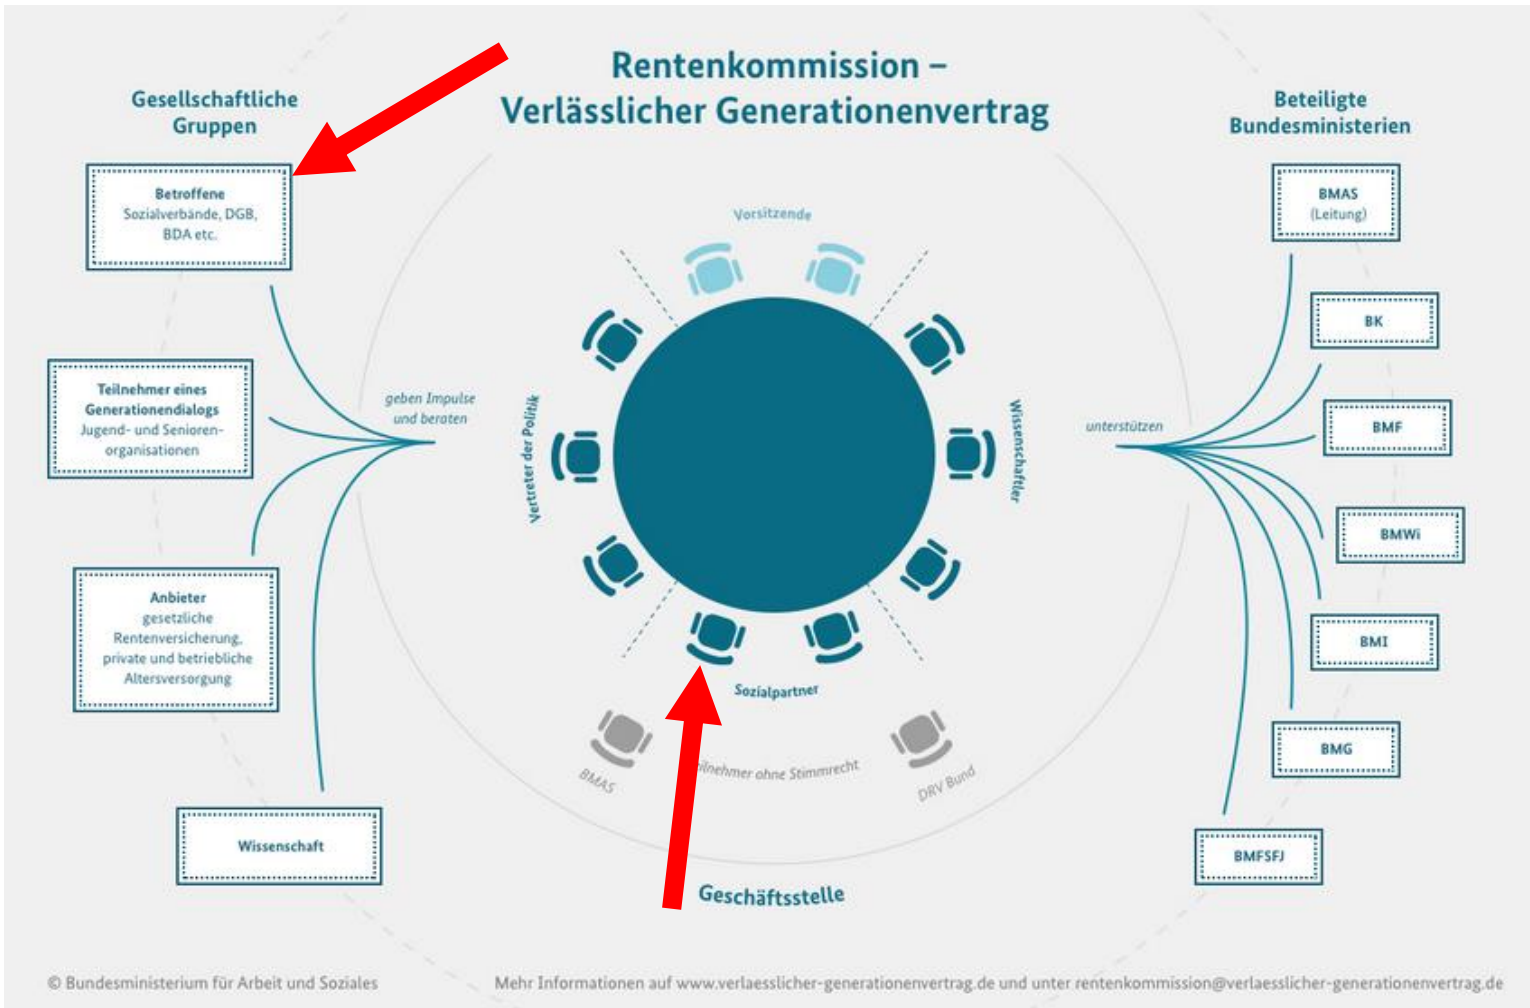 Rentenkommission –
Verlässlicher Generationenvertrag
Gesellschaftliche
Gruppen
Betroffene
Sozialverbände, DGB,
BDA etc.
Teilnehmer eines
Generationendialogs
Jugend- und Senioren-
organisationen
Anbieter
gesetzliche
Rentenversicherung,
private und betriebliche
Altersversorgung
Wissenschaft
geben Impulse
und beraten
Vorsitzende
Vertreter der Politik
Wissenschaftler
Sozialpartner
BMAS
ohne Stimmrecht
DRV Bund
Geschäftsstelle
unterstützen
Beteiligte
Bundesministerien
BMAS
(Leitung)
BK
BMF
BMWi
BMI
BMG
BMFSFJ
© Bundesministerium für Arbeit und Soziales
Mehr Informationen auf www.verlaesslicher-generationenvertrag.de und unter rentenkommission@verlaesslicher-generationenvertrag.de